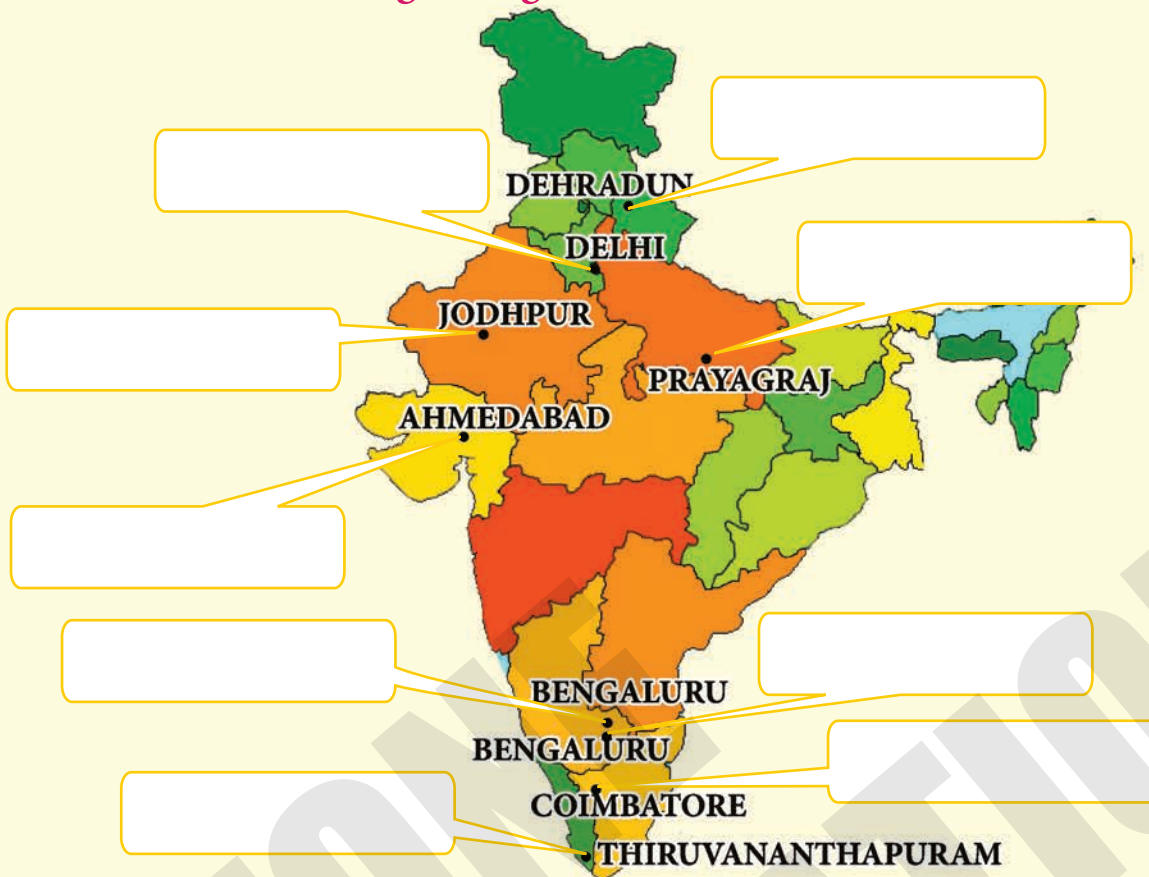 DEHRADUN
DELHI
JODHPUR
PRAYAGRAJ
AHMEDABAD
BENGALURU
BENGALURU
COIMBATORE
THIRUVANANTHAPURAM